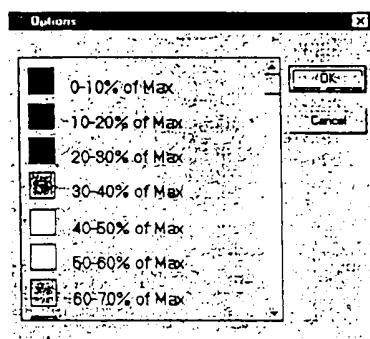 Options
OK
0-10% of Max
10-20% of Max
Cancel
20-30% of Max
30-40% of Max
40-50% of Max
50-60% of Max
60-70% of Max